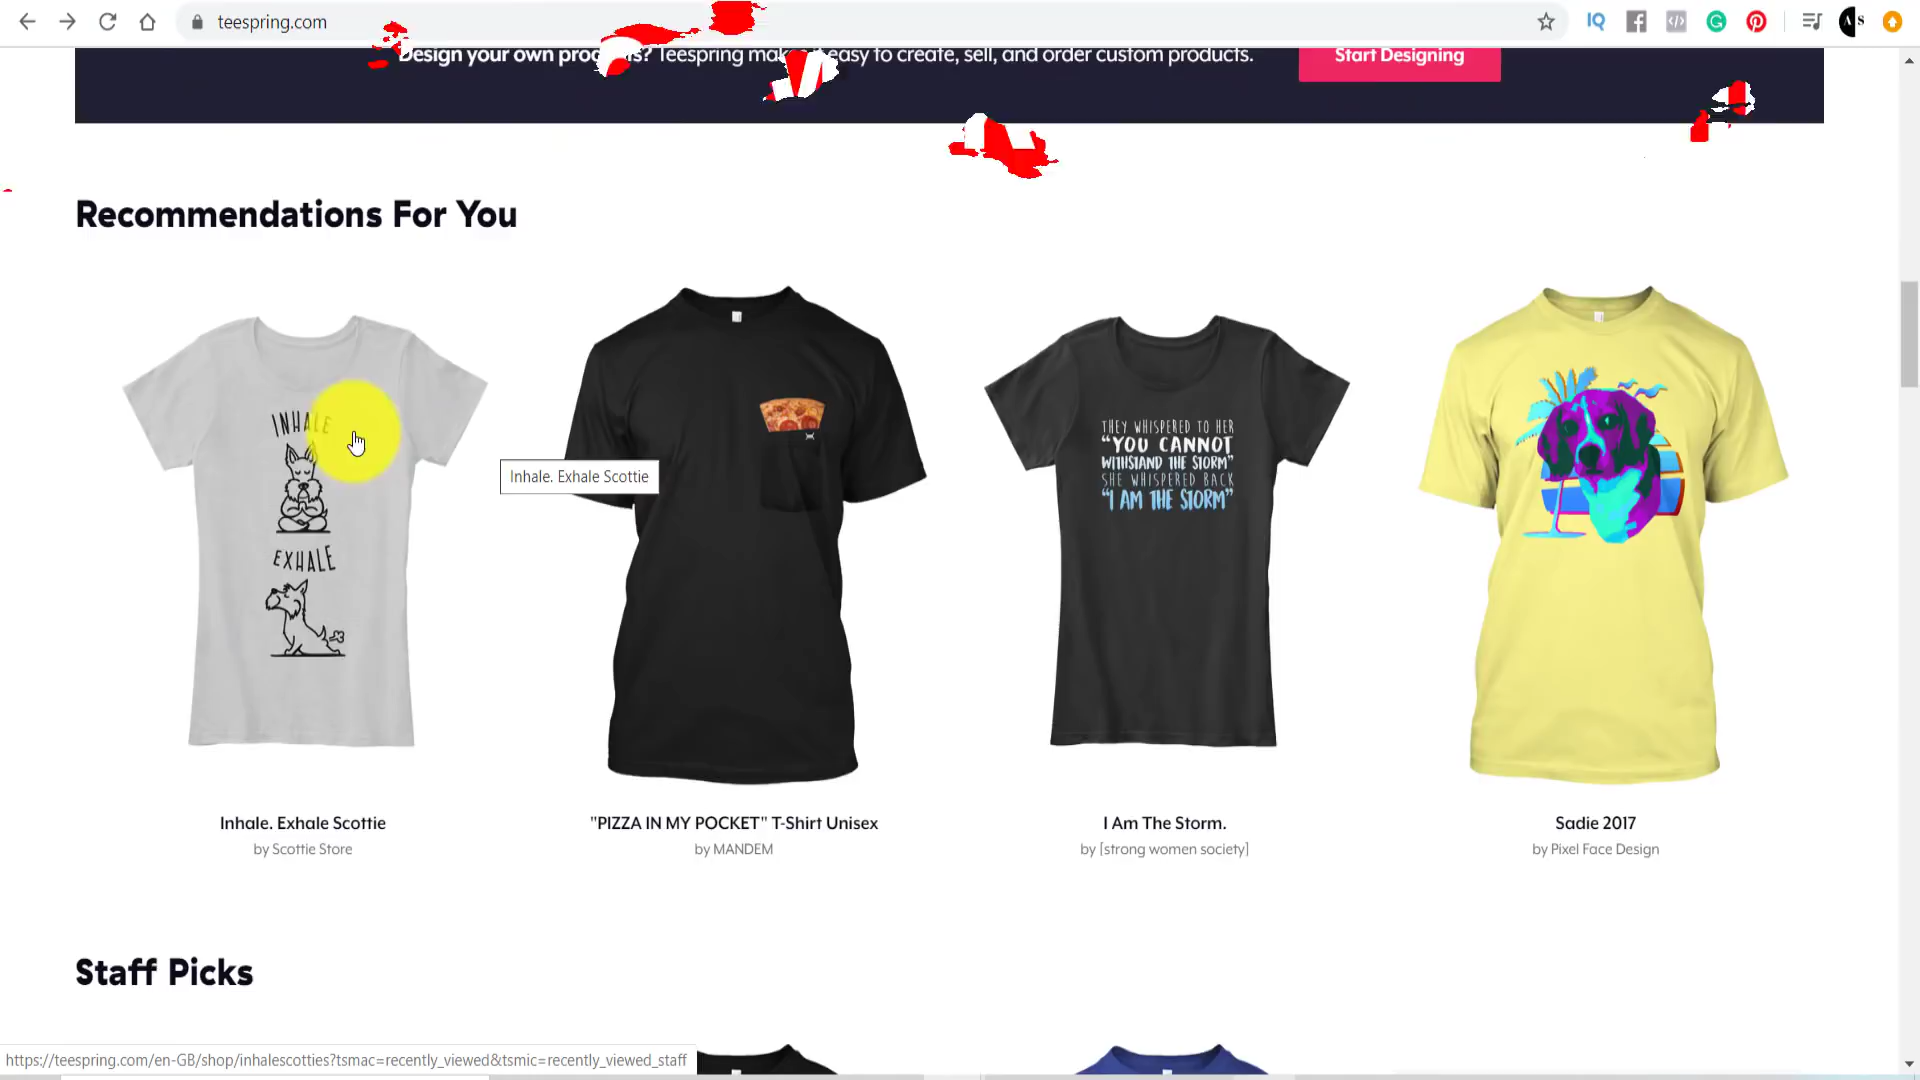 teespring.com
Design your own pro s? Teespring mak easy to create, sell, and order custom products.
Start Designing
Recommendations For You
INHALE
EXHALE
Inhale. Exhale Scottie
THEY WHISPERED TO HER
“YOU CANNOT
WITHSTAND THE STORM”
SHE WHISPERED BACK
“I AM THE STORM”
Inhale. Exhale Scottie
by Scottie Store
"PIZZA IN MY POCKET" T-Shirt Unisex
by MANDEM
I Am The Storm.
by [strong women society]
Sadie 2017
by Pixel Face Design
Staff Picks
https://teespring.com/en-GB/shop/inhalescotties?tsmac=recently_viewed&tsmic=recently_viewed_staff